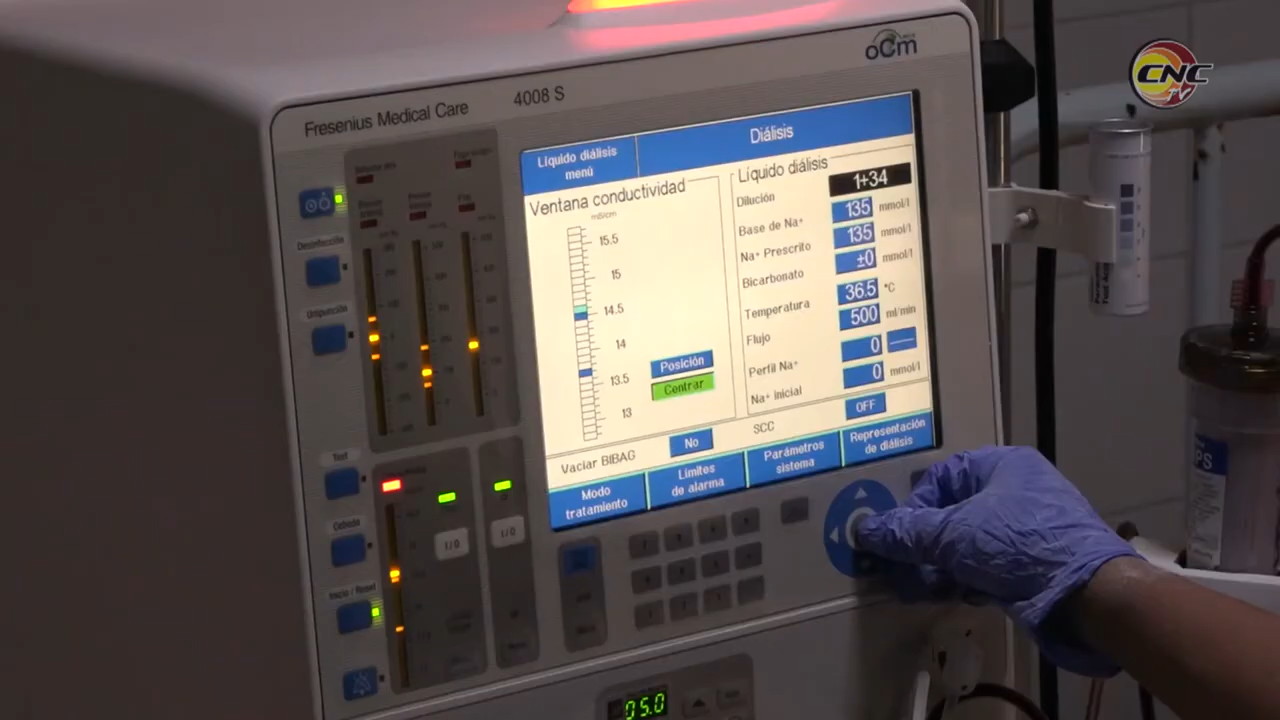 oCm
CNC
TV
Fresenius Medical Care
4008 S
Líquido diálisis
menú
Diálisis
Ventana conductividad
mS/cm
15.5
15
14.5
14
13.5
13
Posición
Centrar
Líquido diálisis
Dilución
1+34
Base de Na+
135 mmol/l
Na+ Prescrito
135 mmol/l
Bicarbonato
±0 mmol/l
Temperatura
36.5 °C
Flujo
500 ml/min
Perfil Na+
0
Na+ inicial
0 mmol/l
Vaciar BIBAG
No
SCC
OFF
Modo
tratamiento
Límites
de alarma
Parámetros
sistema
Representación
de diálisis
Desinfección
Unipunción
Test
Cebado
Inicio / Reset
I/O
I/O
05.0
PS